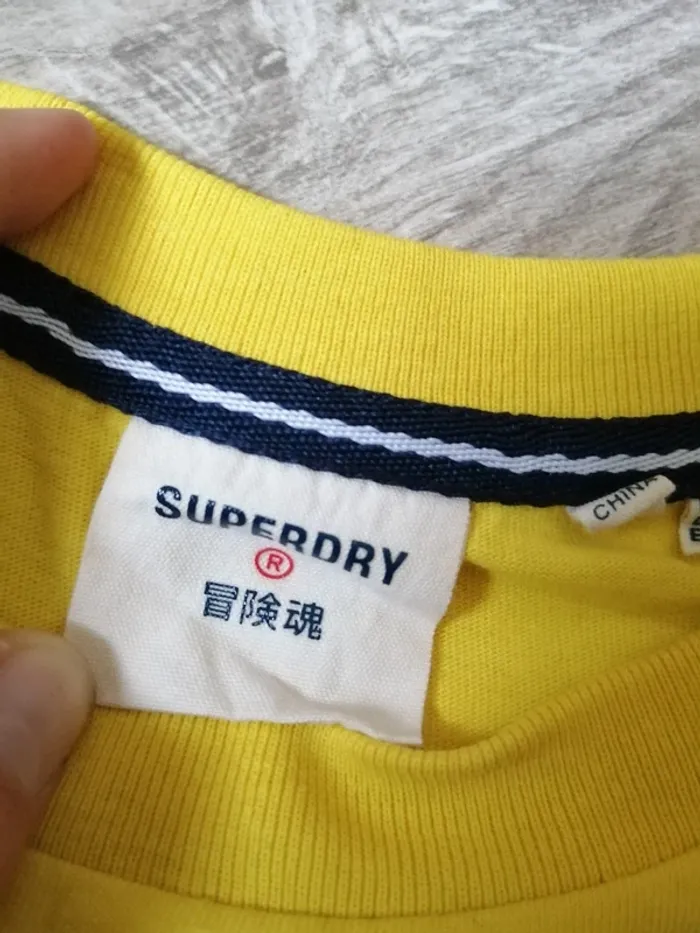 SUPERDRY
®
冒険魂
CHINA